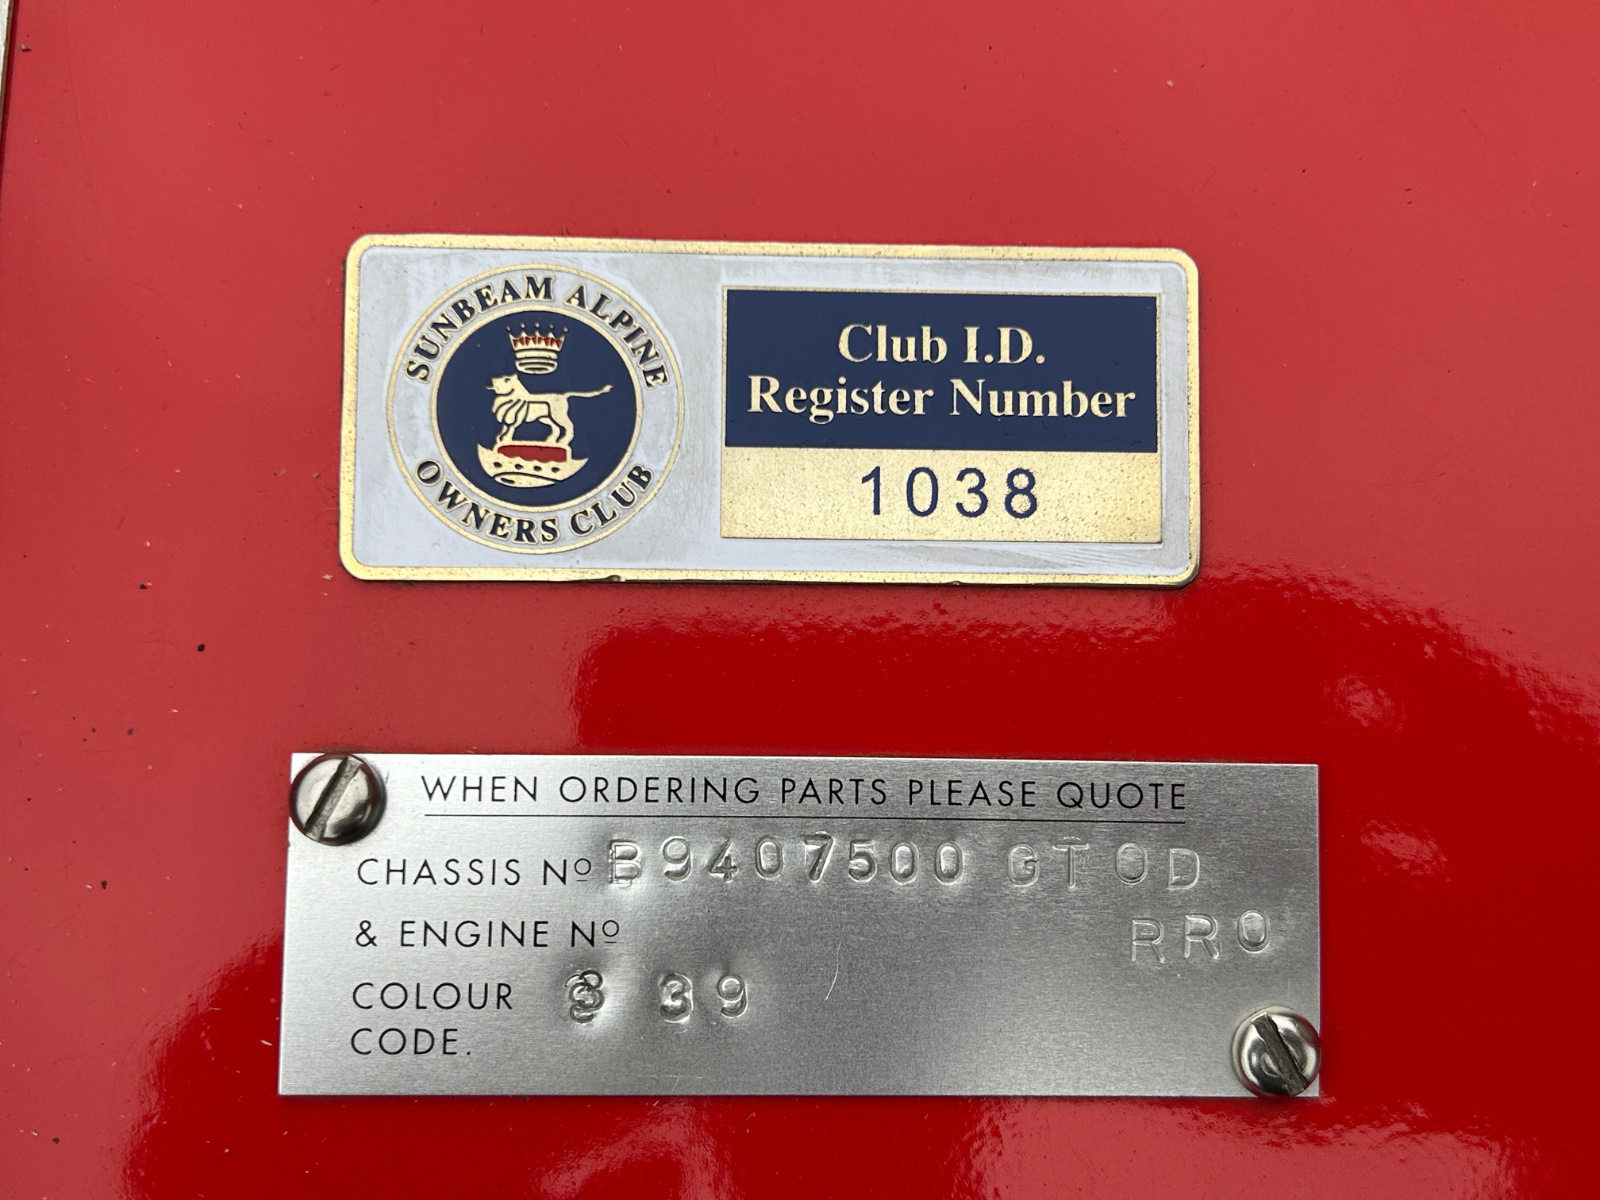 SUNBEAM ALPINE
OWNERS CLUB
Club I.D.
Register Number
1038
WHEN ORDERING PARTS PLEASE QUOTE
CHASSIS Nº B9407500 GT OD
& ENGINE Nº RRO
COLOUR 39
CODE.